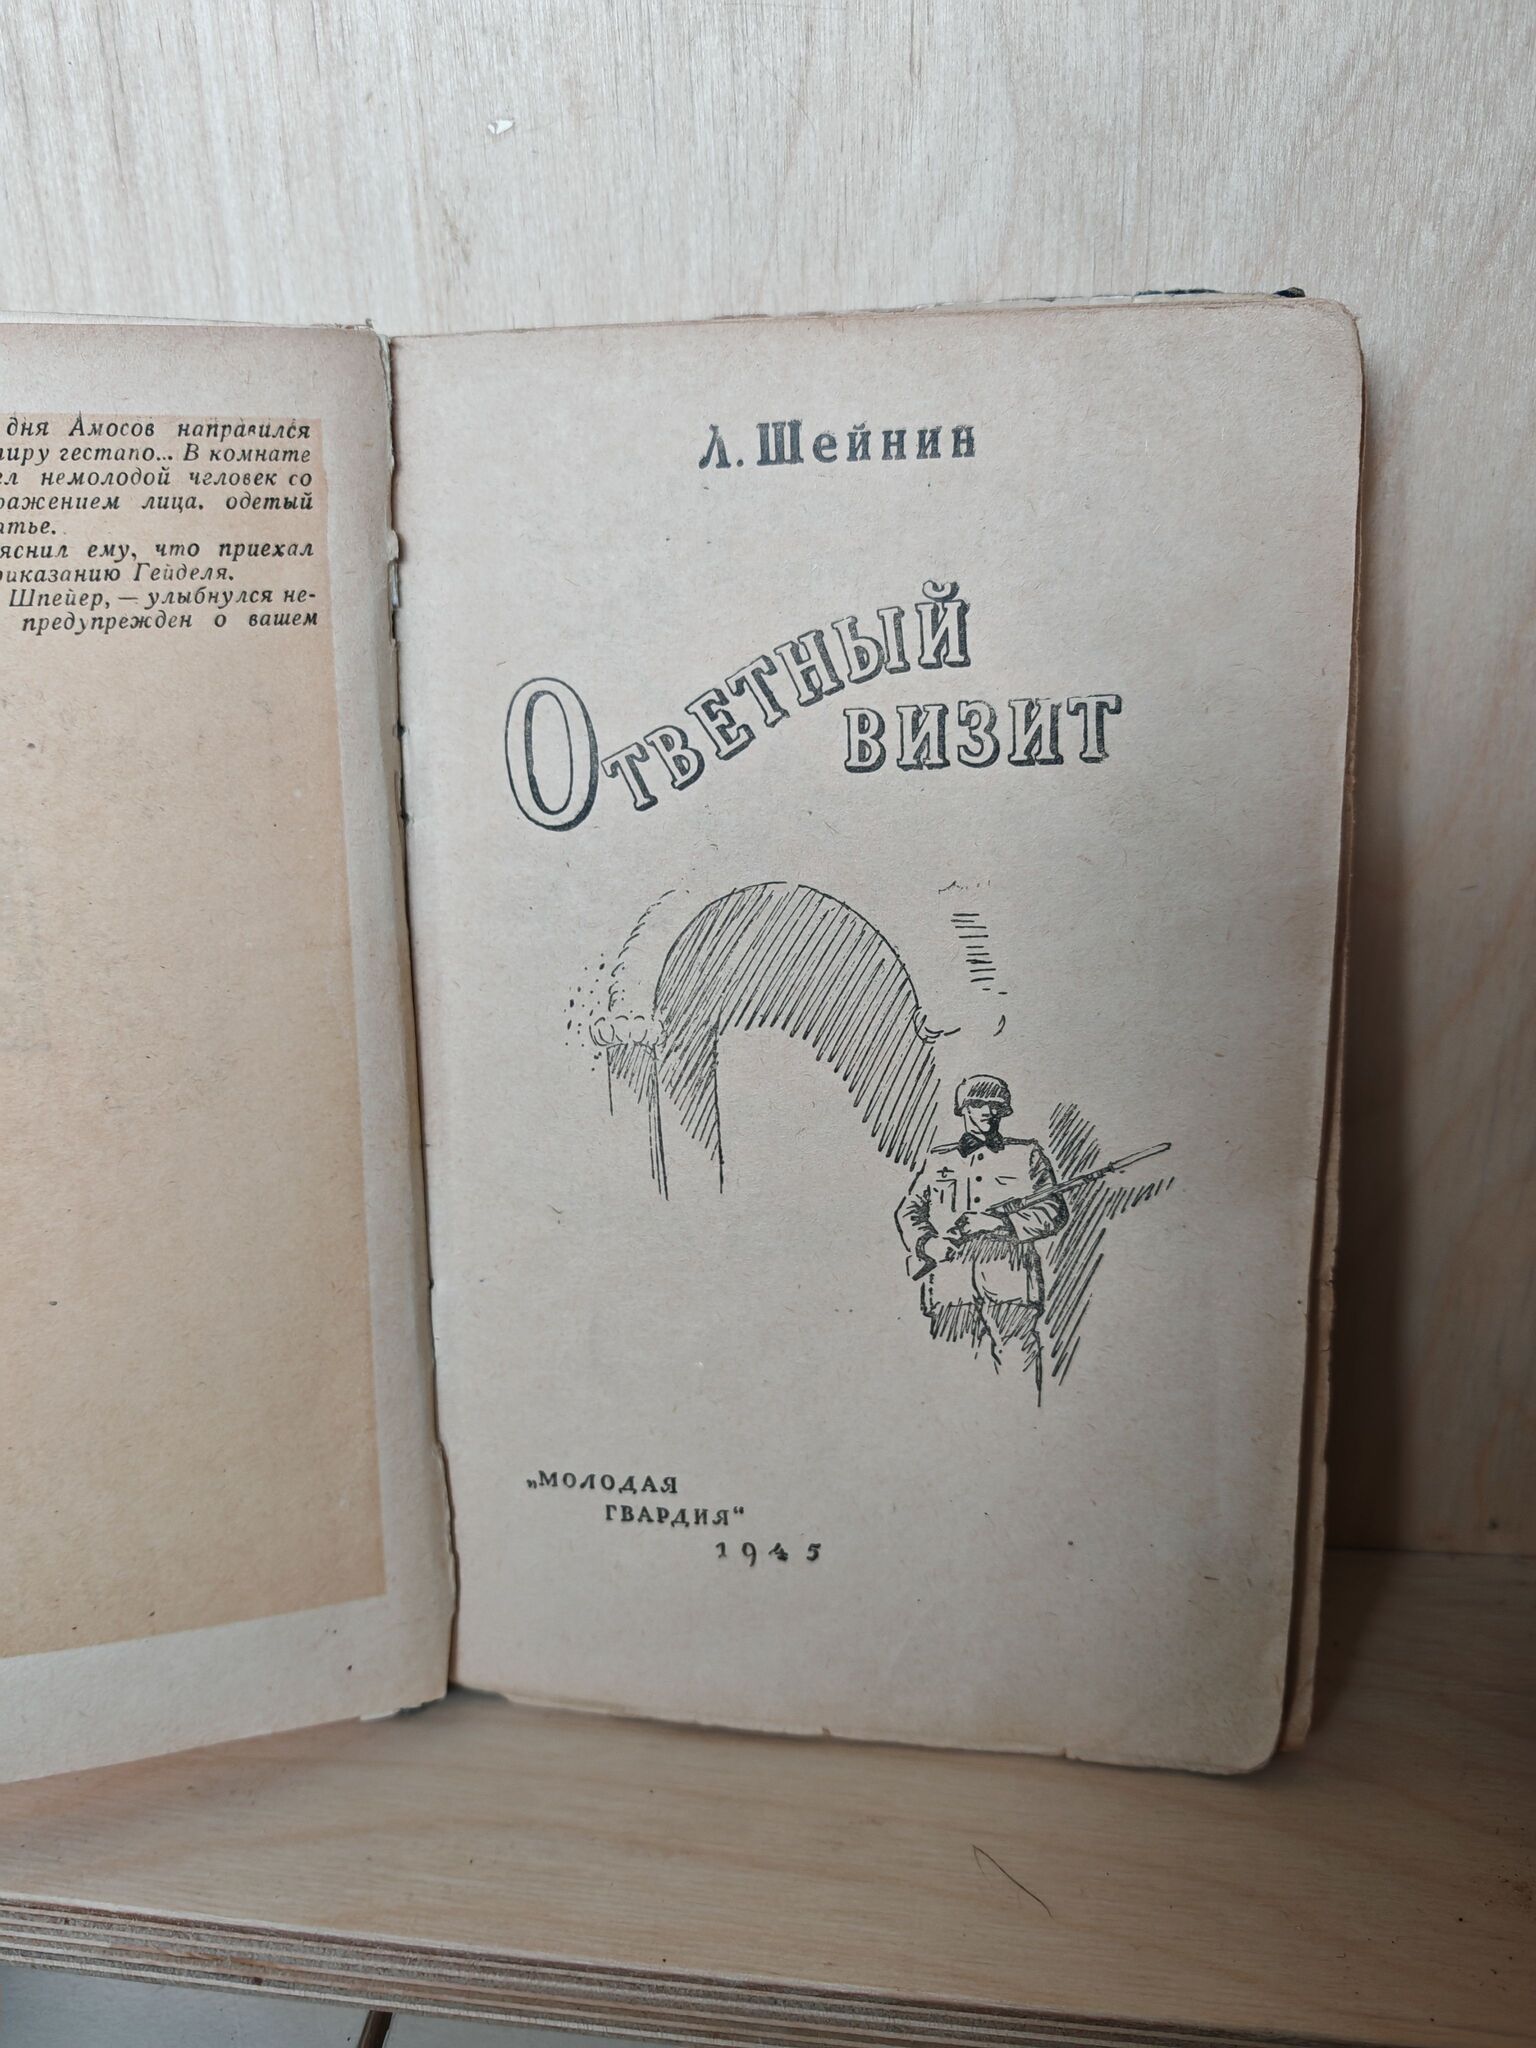 дня Амосов направился
гестапо... В комнате
немолодой человек со
лица, одетый
ему, что приехал
Гейделя.
Шпейер, — улыбнулся не-
предупрежден о вашем
Л. Шейнин
Ответный
визит
„МОЛОДАЯ
ГВАРДИЯ“
1945